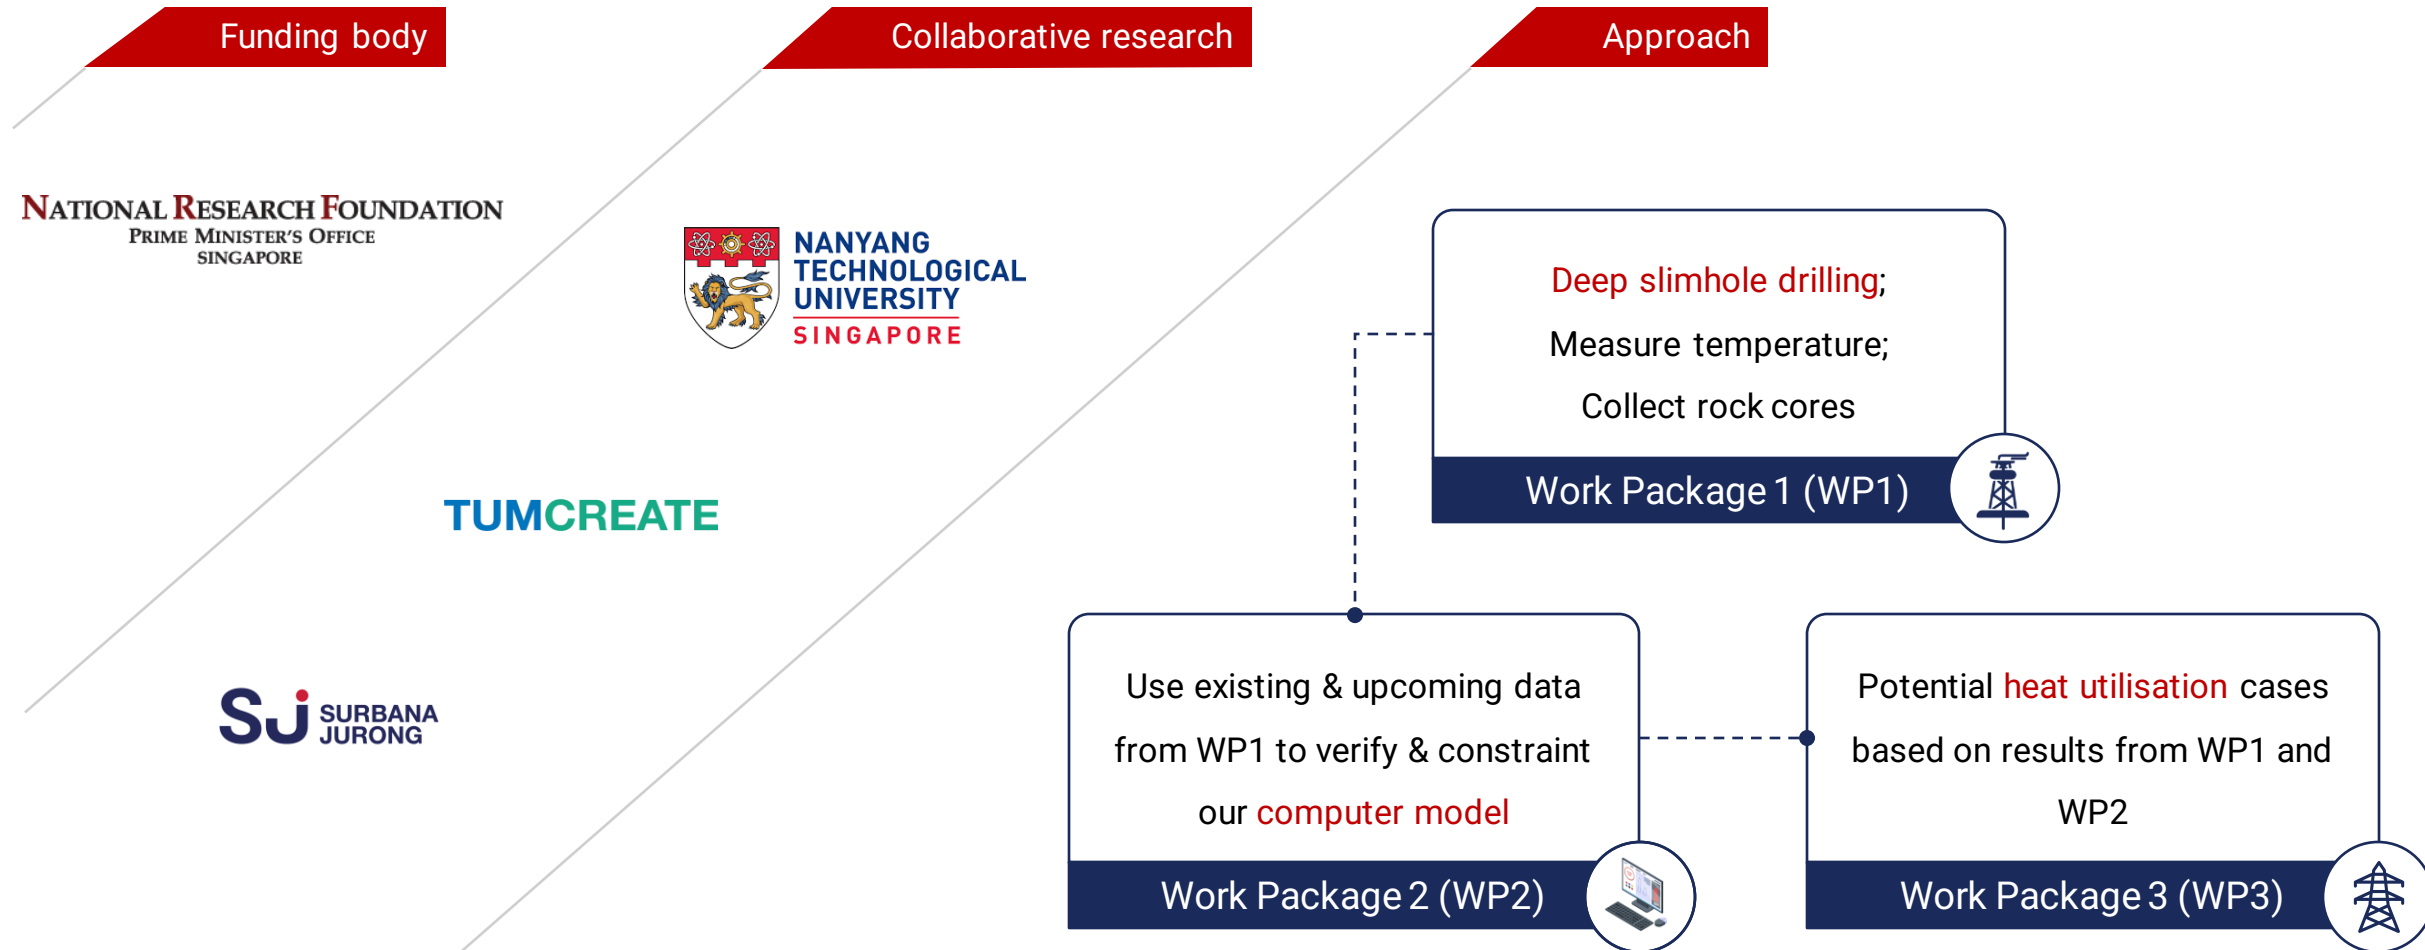 Funding body
Collaborative research
Approach
NATIONAL RESEARCH FOUNDATION
PRIME MINISTER'S OFFICE
SINGAPORE
NANYANG
TECHNOLOGICAL
UNIVERSITY
SINGAPORE
TUMCREATE
SJ SURBANA
JURONG
Deep slimhole drilling;
Measure temperature;
Collect rock cores
Work Package 1 (WP1)
Use existing & upcoming data
from WP1 to verify & constraint
our computer model
Work Package 2 (WP2)
Potential heat utilisation cases
based on results from WP1 and
WP2
Work Package 3 (WP3)